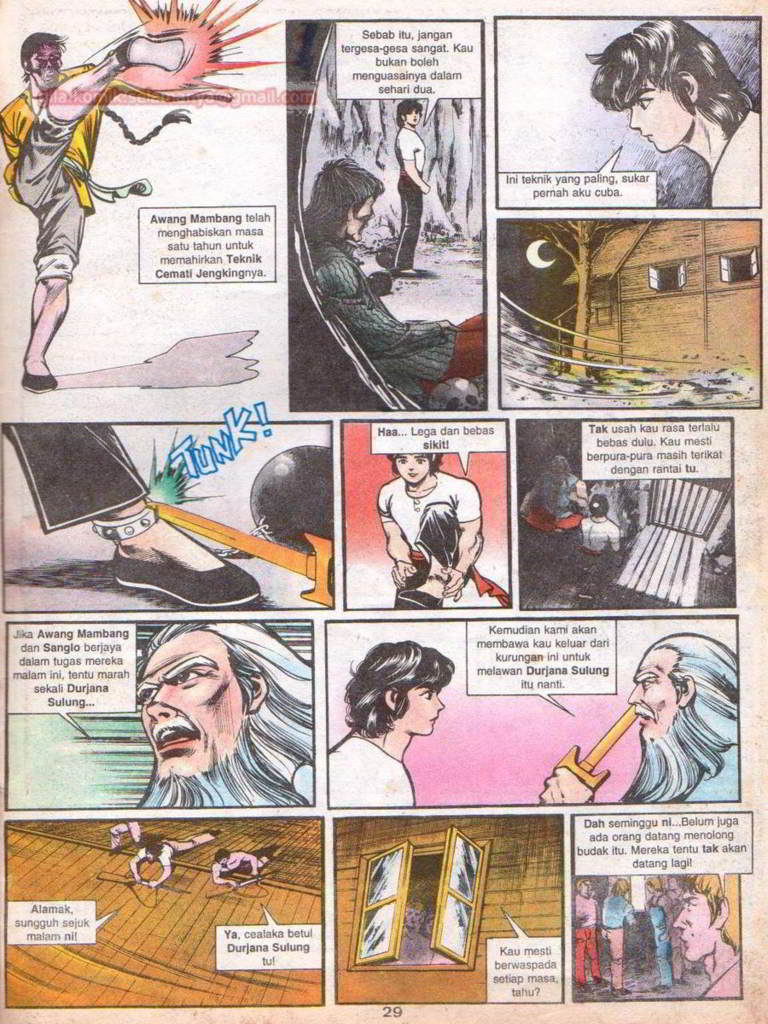 Awang Mambang telah
menghabiskan masa
satu tahun untuk
memahirkan Teknik
Cemati Jengkingnya.
Sebab itu, jangan
tergesa-gesa sangat. Kau
bukan boleh
menguasainya dalam
sehari dua.
Ini teknik yang paling, sukar
pernah aku cuba.
TUNK!
Haa... Lega dan bebas
sikit!
Tak usah kau rasa terlalu
bebas dulu. Kau mesti
berpura-pura masih terikat
dengan rantai tu.
Jika Awang Mambang
dan Sanglo berjaya
dalam tugas mereka
malam ini, tentu marah
sekali Durjana
Sulung...
Kemudian kami akan
membawa kau keluar dari
kurungan ini untuk
melawan Durjana Sulung
itu nanti.
Alamak,
sungguh sejuk
malam ni!
Ya, cealaka betul
Durjana Sulung
tu!
Kau mesti
berwaspada
setiap masa,
tahu?
Dah seminggu ni...Belum juga
ada orang datang menolong
budak itu. Mereka tentu tak akan
datang lagi!
29